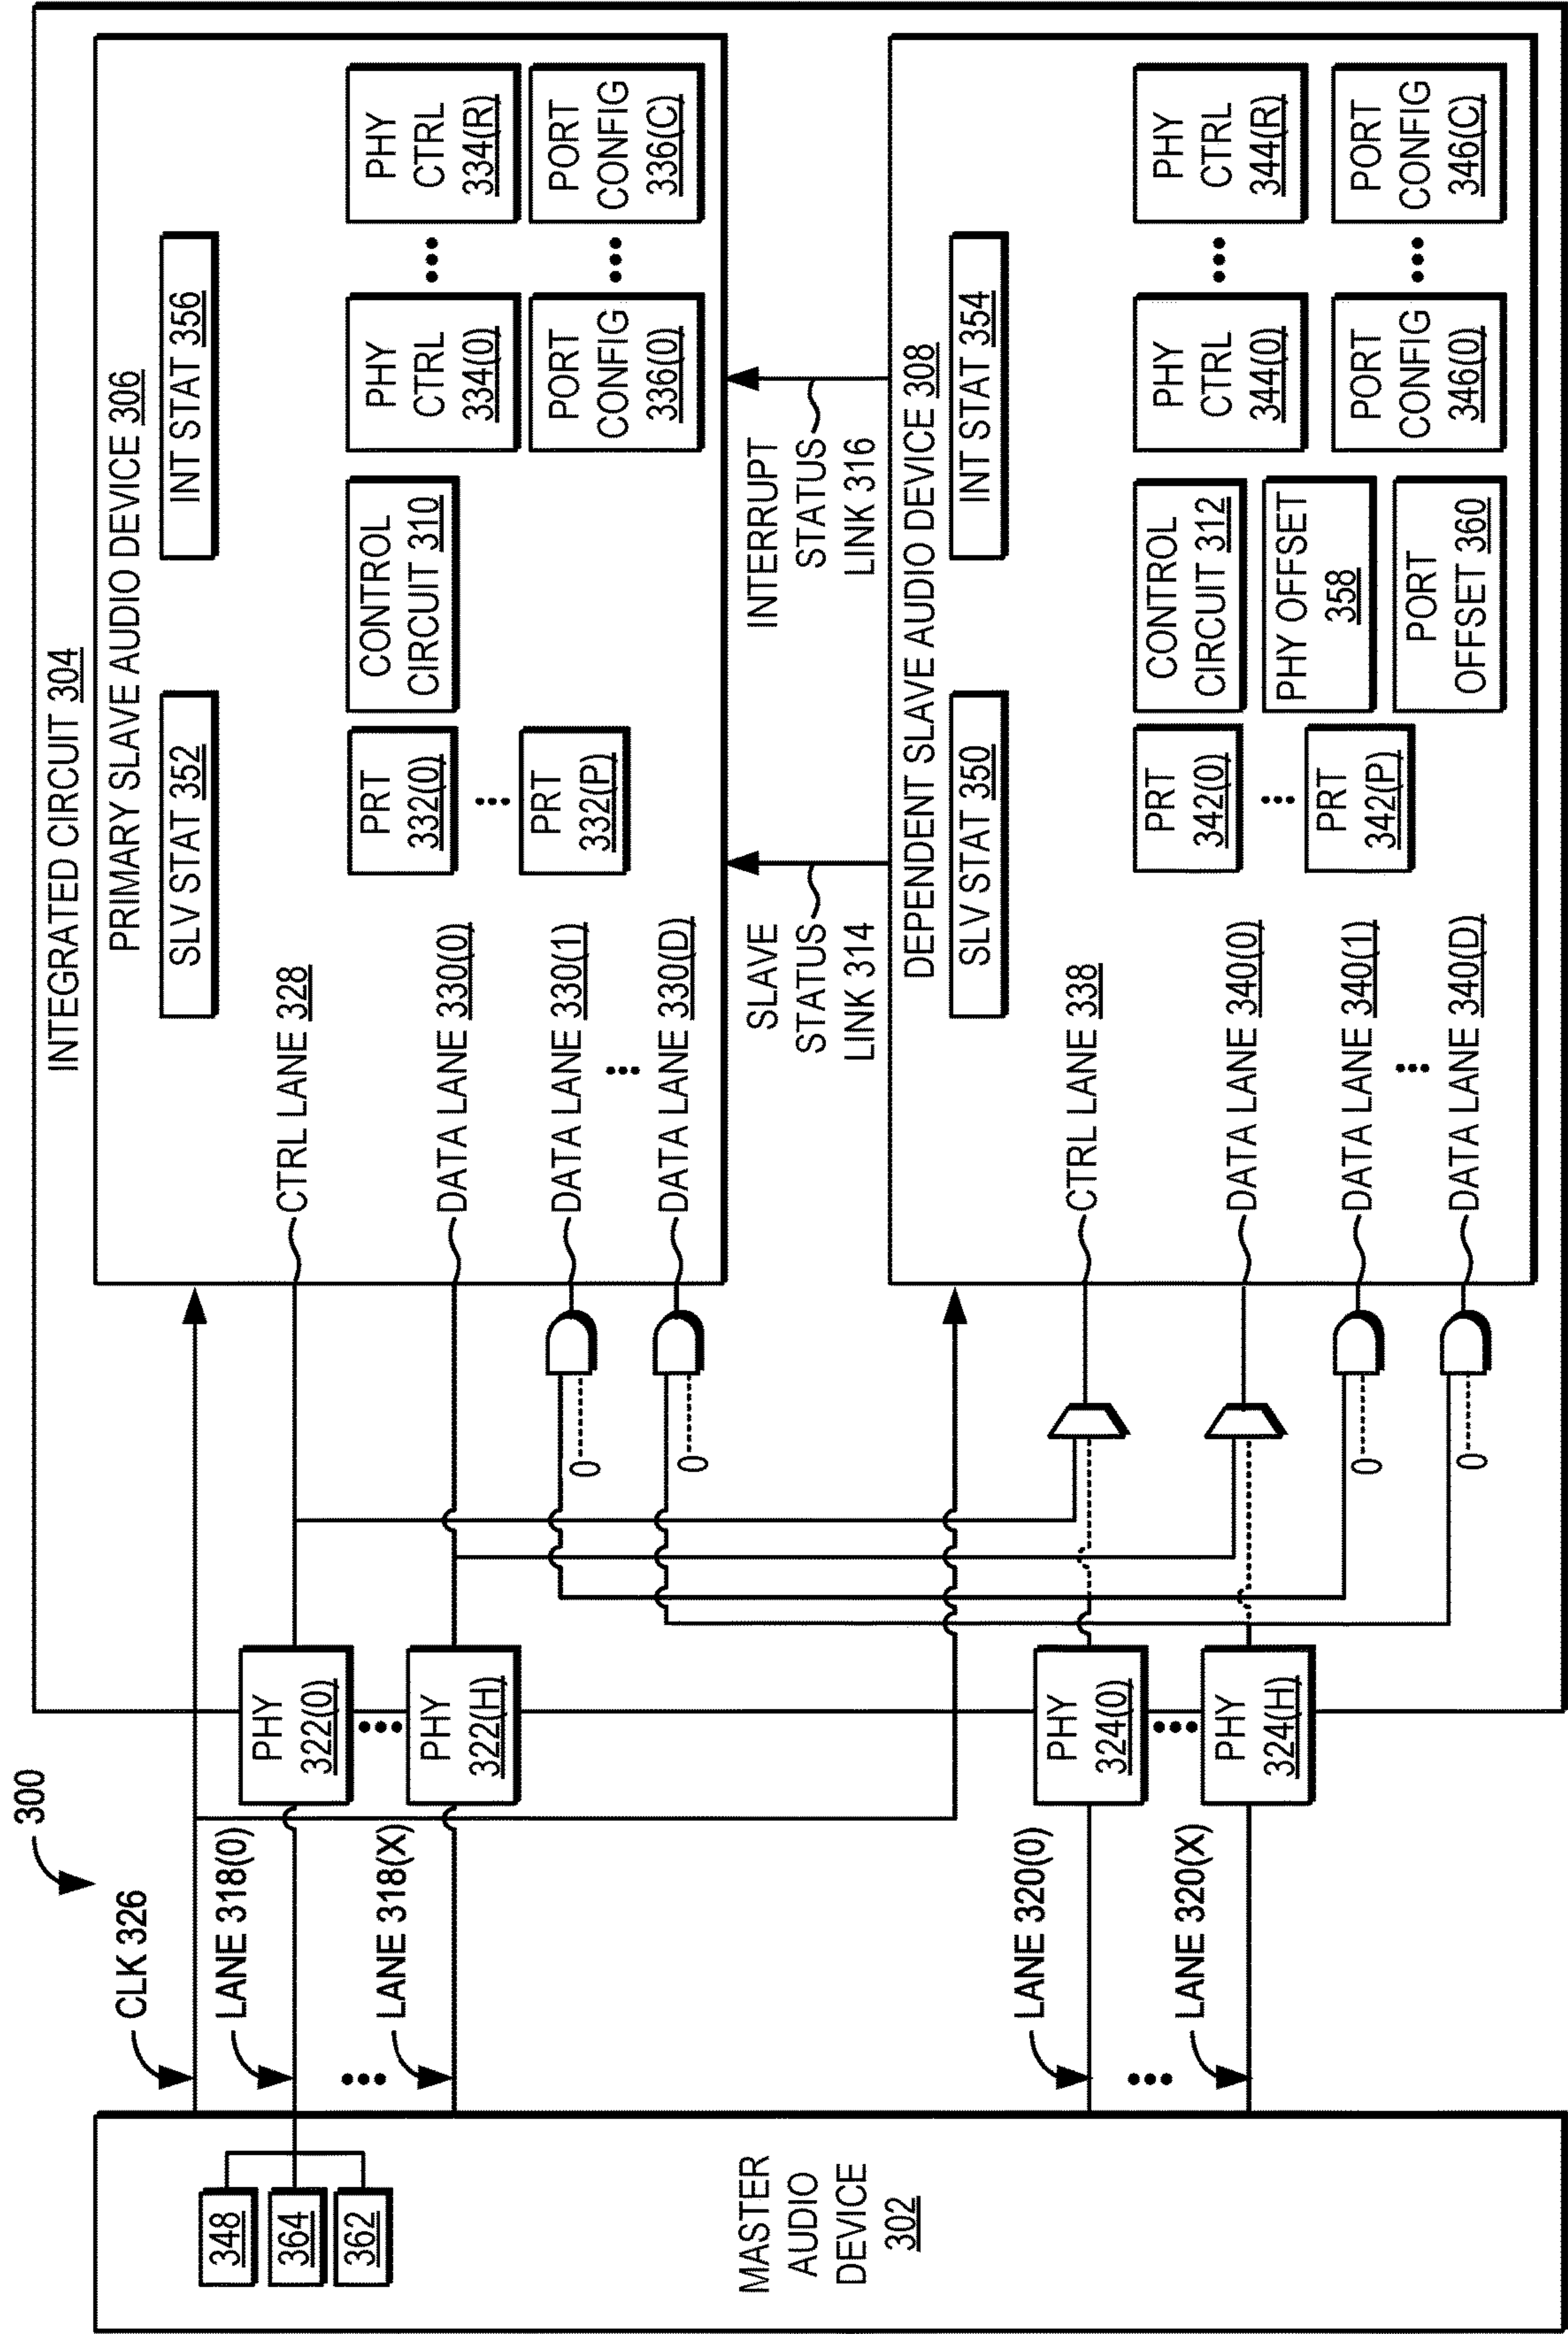 300
INTEGRATED CIRCUIT 304
PRIMARY SLAVE AUDIO DEVICE 306
SLV STAT 352
INT STAT 356
CLK 326
LANE 318(0)
LANE 318(X)
348
364
362
PHY
322(0)
PHY
322(H)
CTRL LANE 328
DATA LANE 330(0)
DATA LANE 330(1)
DATA LANE 330(D)
0
0
PRT
332(0)
PRT
332(P)
CONTROL
CIRCUIT 310
PHY
CTRL
334(0)
PHY
CTRL
334(R)
PORT
CONFIG
336(0)
PORT
CONFIG
336(C)
MASTER
AUDIO
DEVICE
302
SLAVE
STATUS
LINK 314
INTERRUPT
STATUS
LINK 316
DEPENDENT SLAVE AUDIO DEVICE 308
SLV STAT 350
INT STAT 354
LANE 320(0)
LANE 320(X)
PHY
324(0)
PHY
324(H)
CTRL LANE 338
DATA LANE 340(0)
DATA LANE 340(1)
DATA LANE 340(D)
0
0
PRT
342(0)
PRT
342(P)
CONTROL
CIRCUIT 312
PHY OFFSET
358
PORT
OFFSET 360
PHY
CTRL
344(0)
PHY
CTRL
344(R)
PORT
CONFIG
346(0)
PORT
CONFIG
346(C)